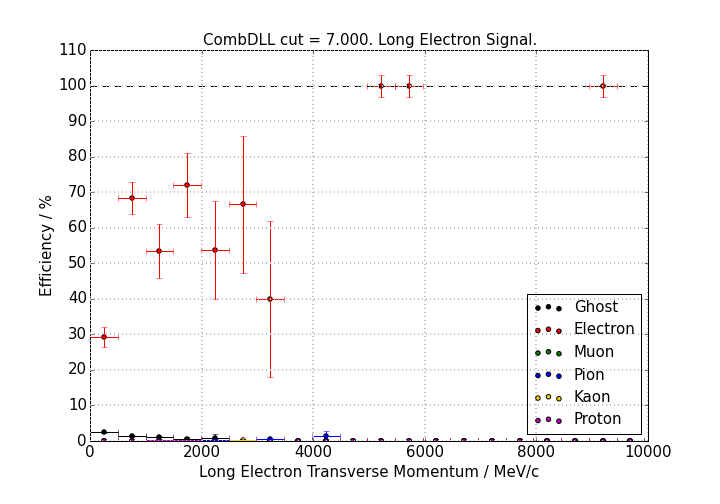 CombDLL cut = 7.000. Long Electron Signal.
110
100
90
80
70
60
50
40
30
20
10
0
Efficiency / %
Ghost
Electron
Muon
Pion
Kaon
Proton
0 2000 4000 6000 8000 10000
Long Electron Transverse Momentum / MeV/c